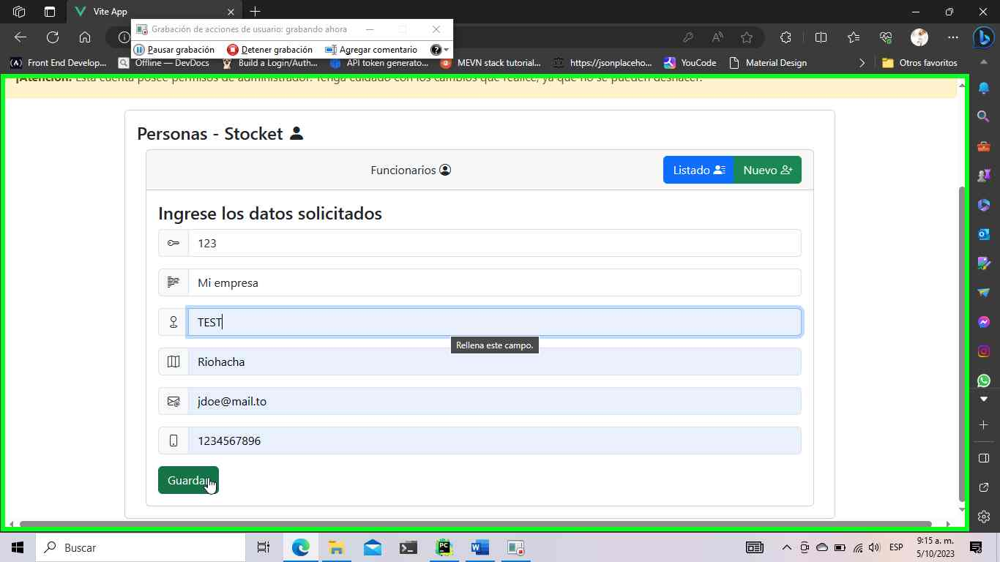 Vite App
Grabación de acciones de usuario: grabando ahora
Pausar grabación Detener grabación Agregar comentario
Front End Develop... Offline — DevDocs Build a Login/Auth... API token generato... MEVN stack tutorial... https://jsonplaceho... YouCode Material Design Otros favoritos
¡Atención! Esta cuenta posee permisos de administrador. Tenga cuidado con los cambios que realice, ya que no se pueden deshacer.
Personas - Stocket
Funcionarios Listado Nuevo
Ingrese los datos solicitados
123
Mi empresa
TEST
Rellena este campo.
Riohacha
jdoe@mail.to
1234567896
Guardar
Buscar
ESP
9:15 a. m.
5/10/2023